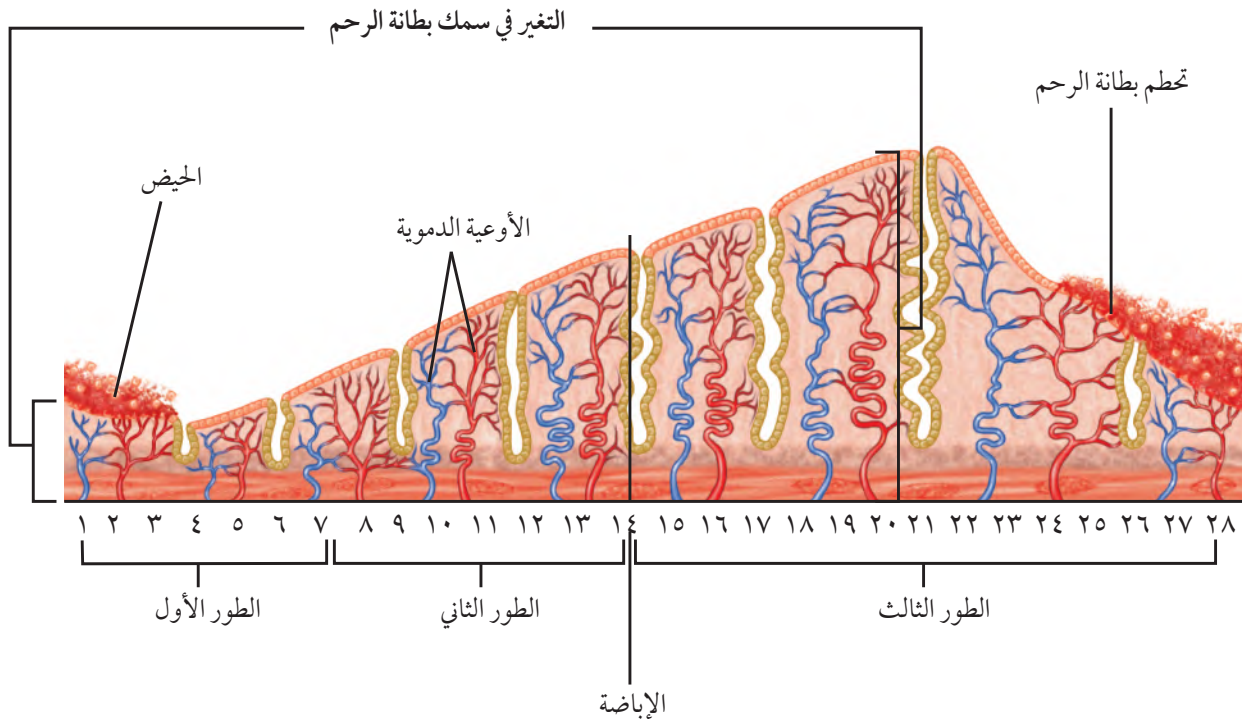 التغير في سمك بطانة الرحم
تحطم بطانة الرحم
الحيض
الأوعية الدموية
١ ٢ ٣ ٤ ٥ ٦ ٧ ٨ ٩ ١٠ ١١ ١٢ ١٣ ١٤ ١٥ ١٦ ١٧ ١٨ ١٩ ٢٠ ٢١ ٢٢ ٢٣ ٢٤ ٢٥ ٢٦ ٢٧ ٢٨
الطور الأول
الطور الثاني
الطور الثالث
الإباضة